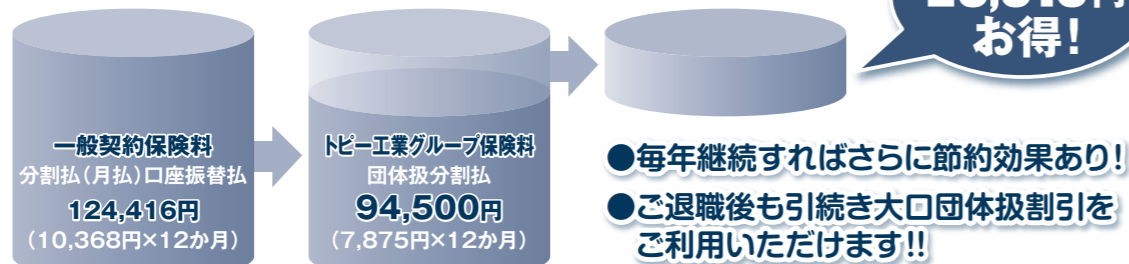 お得!
一般契約保険料
分割払(月払)口座振替払
124,416円
(10,368円×12か月)
トピー工業グループ保険料
団体扱分割払
94,500円
(7,875円×12か月)
●毎年継続すればさらに節約効果あり!
●ご退職後も引続き大口団体扱割引を
ご利用いただけます!!